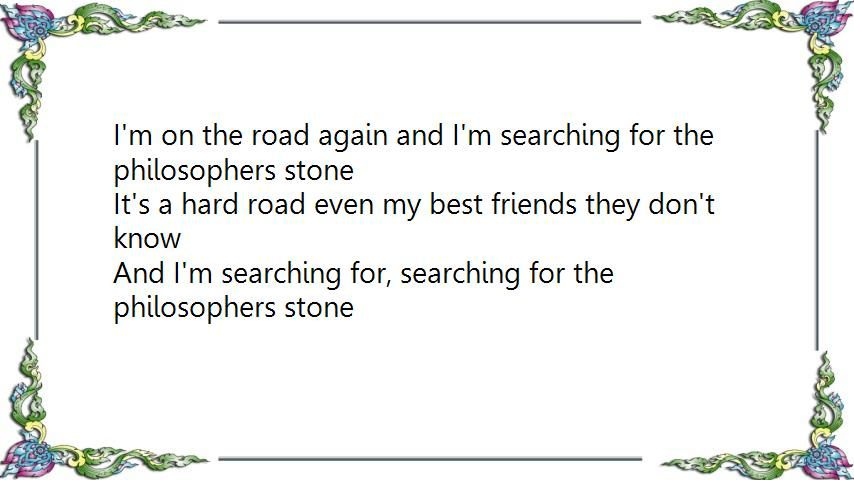 I'm on the road again and I'm searching for the
philosophers stone
It's a hard road even my best friends they don't
know
And I'm searching for, searching for the
philosophers stone